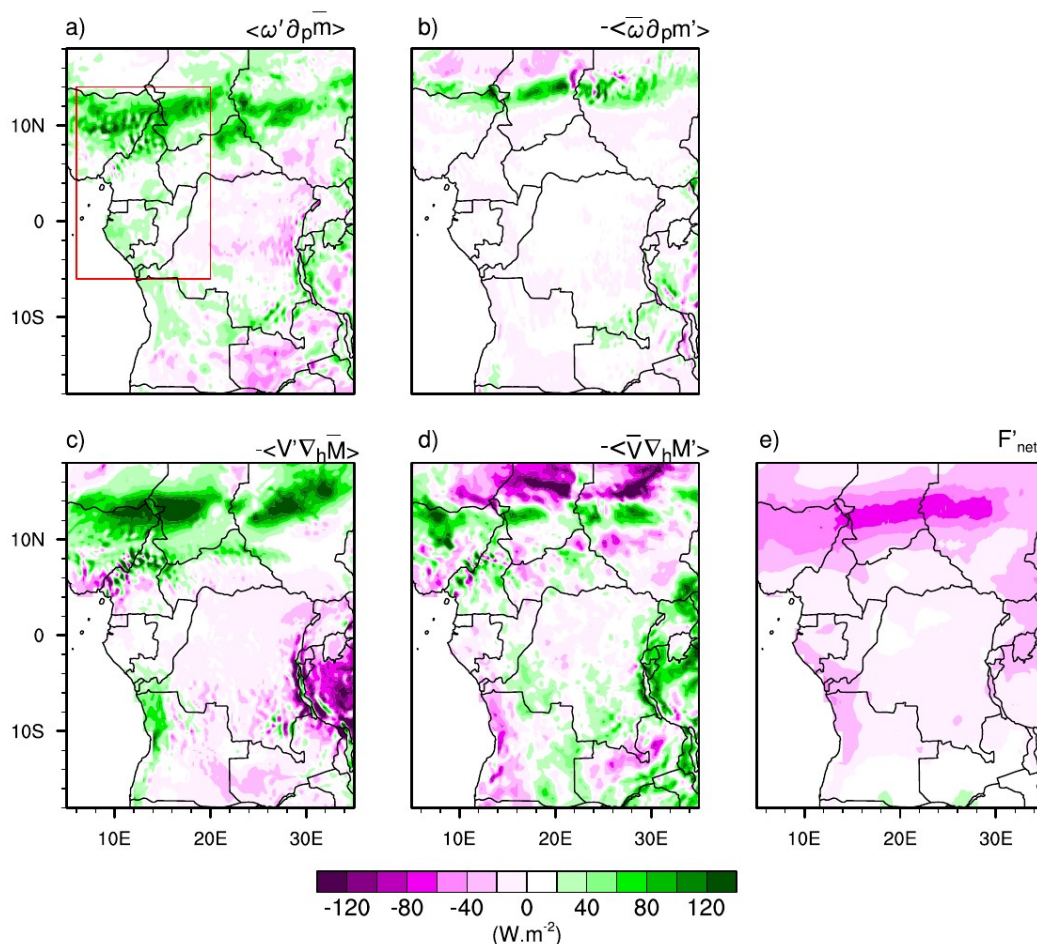 a) <ω′∂ₚm̅>
b) -<ω̅∂ₚm'>
10N
0
10S
c) -<V′∇ₕM̅>
d) -<V̅∇ₕM'>
e) F'net
10N
0
10S
10E 20E 30E
10E 20E 30E
10E 20E 30E
-120 -80 -40 0 40 80 120
(W.m⁻²)